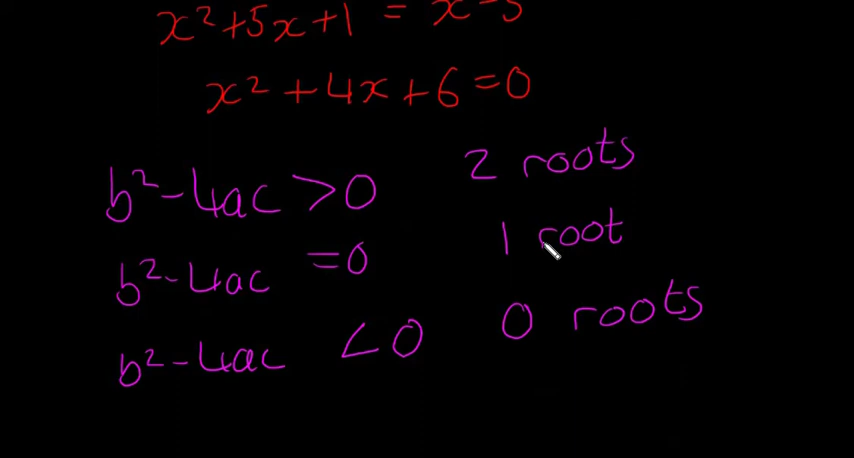 x²+5x+1 = x-5
x²+4x+6=0
b²-4ac >0 2 roots
b²-4ac =0 1 root
b²-4ac <0 0 roots